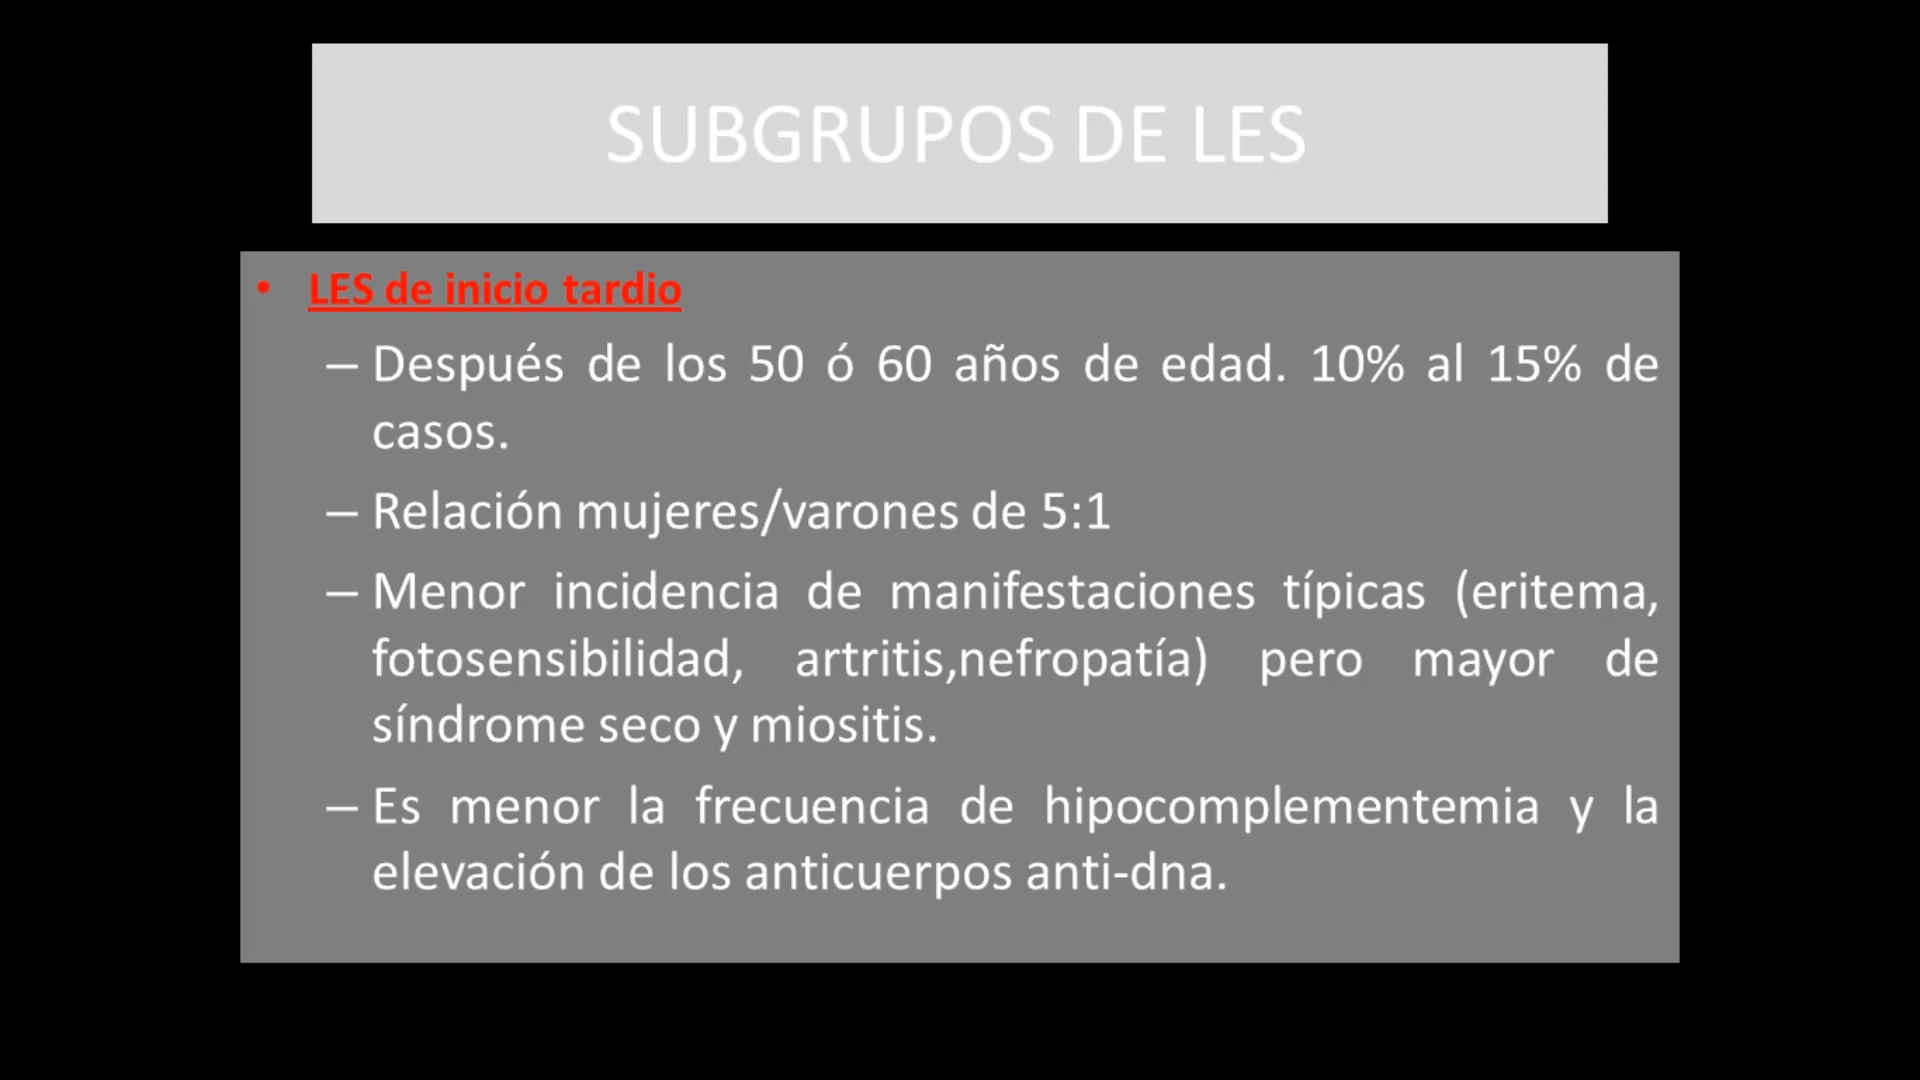 SUBGRUPOS DE LES
• LES de inicio tardio
– Después de los 50 ó 60 años de edad. 10% al 15% de
casos.
– Relación mujeres/varones de 5:1
– Menor incidencia de manifestaciones típicas (eritema,
fotosensibilidad, artritis,nefropatía) pero mayor de
síndrome seco y miositis.
– Es menor la frecuencia de hipocomplementemia y la
elevación de los anticuerpos anti-dna.